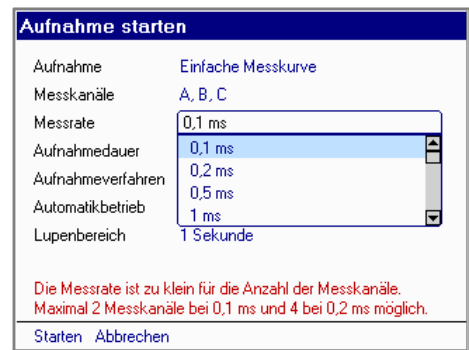 Aufnahme starten
Aufnahme Einfache Messkurve
Messkanäle A, B, C
Messrate 0,1 ms
Aufnahmedauer 0,1 ms
Aufnahmeverfahren 0,2 ms
0,5 ms
Automatikbetrieb 1 ms
Lupenbereich 1 Sekunde
Die Messrate ist zu klein für die Anzahl der Messkanäle.
Maximal 2 Messkanäle bei 0,1 ms und 4 bei 0,2 ms möglich.
Starten Abbrechen